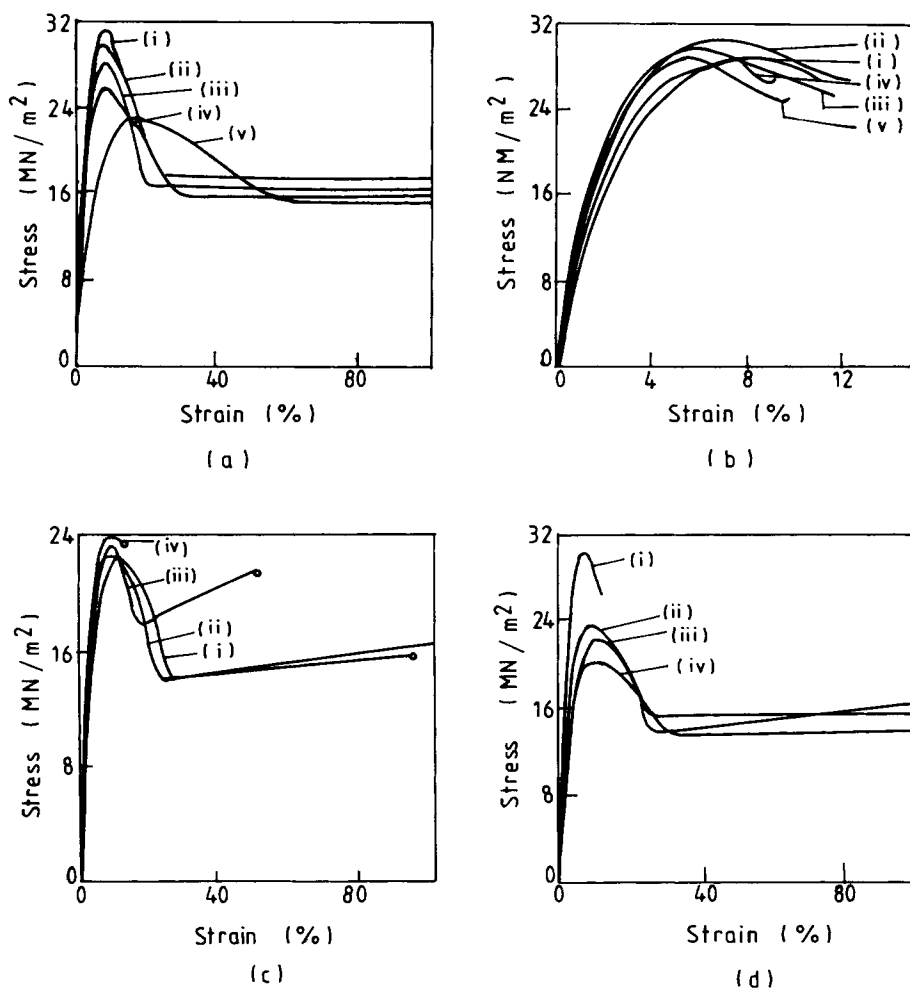 32
24
16
8
0
Stress (MN/m²)
(i)
(ii)
(iii)
(iv)
(v)
0
40
80
Strain (%)
(a)
32
24
16
8
0
Stress (NM/m²)
(ii)
(i)
(iv)
(iii)
(v)
0
4
8
12
Strain (%)
(b)
24
16
8
0
Stress (MN/m²)
(iv)
(iii)
(ii)
(i)
0
40
80
Strain (%)
(c)
32
24
16
8
0
Stress (MN/m²)
(i)
(ii)
(iii)
(iv)
0
40
80
Strain (%)
(d)